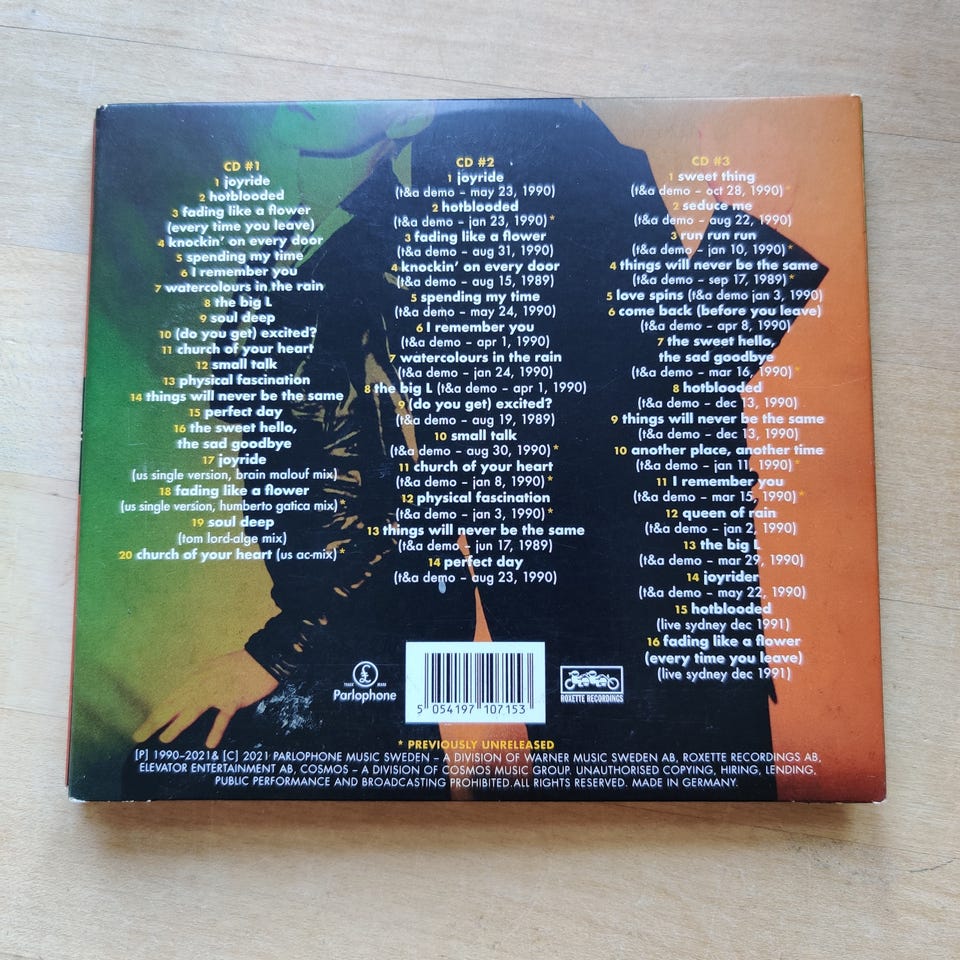 CD #1
1 joyride
2 hotblooded
3 fading like a flower
(every time you leave)
4 knockin' on every door
5 spending my time
6 I remember you
7 watercolours in the rain
8 the big L
9 soul deep
10 (do you get) excited?
11 church of your heart
12 small talk
13 physical fascination
14 things will never be the same
15 perfect day
16 the sweet hello,
the sad goodbye
17 joyride
(us single version, brain malouf mix)
18 fading like a flower
(us single version, humberto gatica mix) *
19 soul deep
(tom lord-alge mix)
20 church of your heart (us ac-mix) *
CD #2
1 joyride
(t&a demo – may 23, 1990)
2 hotblooded
(t&a demo – jan 23, 1990) *
3 fading like a flower
(t&a demo – aug 31, 1990)
4 knockin' on every door
(t&a demo – aug 15, 1989)
5 spending my time
(t&a demo – may 24, 1990)
6 I remember you
(t&a demo – apr 1, 1990)
7 watercolours in the rain
(t&a demo – jan 24, 1990)
8 the big L (t&a demo – apr 1, 1990)
9 (do you get) excited?
(t&a demo – aug 19, 1989)
10 small talk
(t&a demo – aug 30, 1990) *
11 church of your heart
(t&a demo – jan 8, 1990) *
12 physical fascination
(t&a demo – jan 3, 1990) *
13 things will never be the same
(t&a demo – jun 17, 1989)
14 perfect day
(t&a demo – aug 23, 1990)
CD #3
1 sweet thing
(t&a demo – oct 28, 1990) *
2 seduce me
(t&a demo – aug 22, 1990)
3 run run run
(t&a demo – jan 10, 1990) *
4 things will never be the same
(t&a demo – sep 17, 1989) *
5 love spins (t&a demo jan 3, 1990)
6 come back (before you leave)
(t&a demo – apr 8, 1990)
7 the sweet hello,
the sad goodbye
(t&a demo – mar 16, 1990) *
8 hotblooded
(t&a demo – dec 13, 1990)
9 things will never be the same
(t&a demo – dec 13, 1990)
10 another place, another time
(t&a demo – jan 11, 1990) *
11 I remember you
(t&a demo – mar 15, 1990) *
12 queen of rain
(t&a demo – jan 2, 1990)
13 the big L
(t&a demo – mar 29, 1990)
14 joyrider
(t&a demo – may 22, 1990)
15 hotblooded
(live sydney dec 1991)
16 fading like a flower
(every time you leave)
(live sydney dec 1991)
TRADE MARK
Parlophone
5 054197 107153
ROXETTE RECORDINGS
* PREVIOUSLY UNRELEASED
[P] 1990–2021& [C] 2021 PARLOPHONE MUSIC SWEDEN – A DIVISION OF WARNER MUSIC SWEDEN AB, ROXETTE RECORDINGS AB,
ELEVATOR ENTERTAINMENT AB, COSMOS – A DIVISION OF COSMOS MUSIC GROUP. UNAUTHORISED COPYING, HIRING, LENDING,
PUBLIC PERFORMANCE AND BROADCASTING PROHIBITED.ALL RIGHTS RESERVED. MADE IN GERMANY.